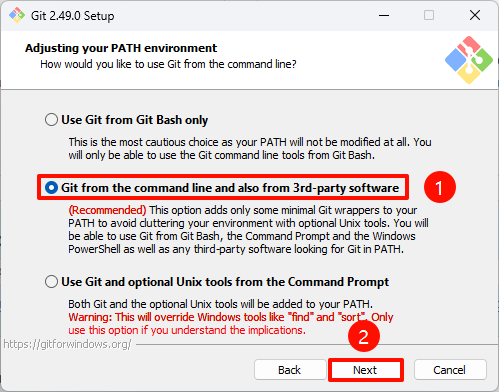 Git 2.49.0 Setup
Adjusting your PATH environment
How would you like to use Git from the command line?
Use Git from Git Bash only
This is the most cautious choice as your PATH will not be modified at all. You
will only be able to use the Git command line tools from Git Bash.
Git from the command line and also from 3rd-party software
1
(Recommended) This option adds only some minimal Git wrappers to your
PATH to avoid cluttering your environment with optional Unix tools. You will
be able to use Git from Git Bash, the Command Prompt and the Windows
PowerShell as well as any third-party software looking for Git in PATH.
Use Git and optional Unix tools from the Command Prompt
Both Git and the optional Unix tools will be added to your PATH.
Warning: This will override Windows tools like "find" and "sort". Only
use this option if you understand the implications.
2
https://gitforwindows.org/
Back
Next
Cancel